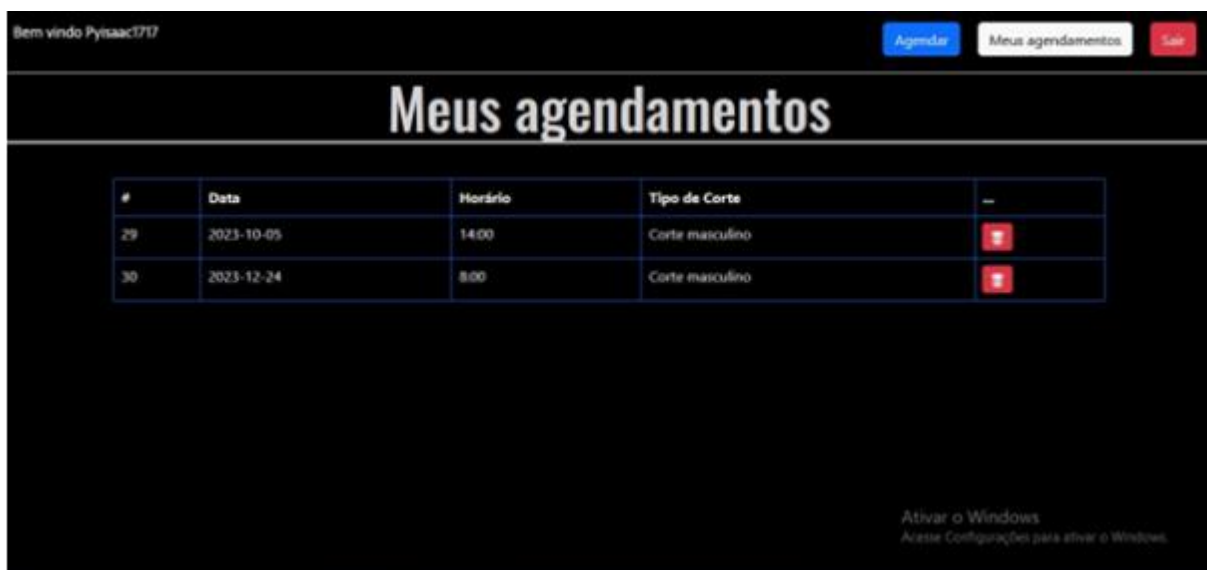 Bem vindo Pyisaac1717
Agendar Meus agendamentos Sair
Meus agendamentos
# Data Horário Tipo de Corte ...
29 2023-10-05 14:00 Corte masculino
30 2023-12-24 8:00 Corte masculino
Ativar o Windows
Acesse Configurações para ativar o Windows.